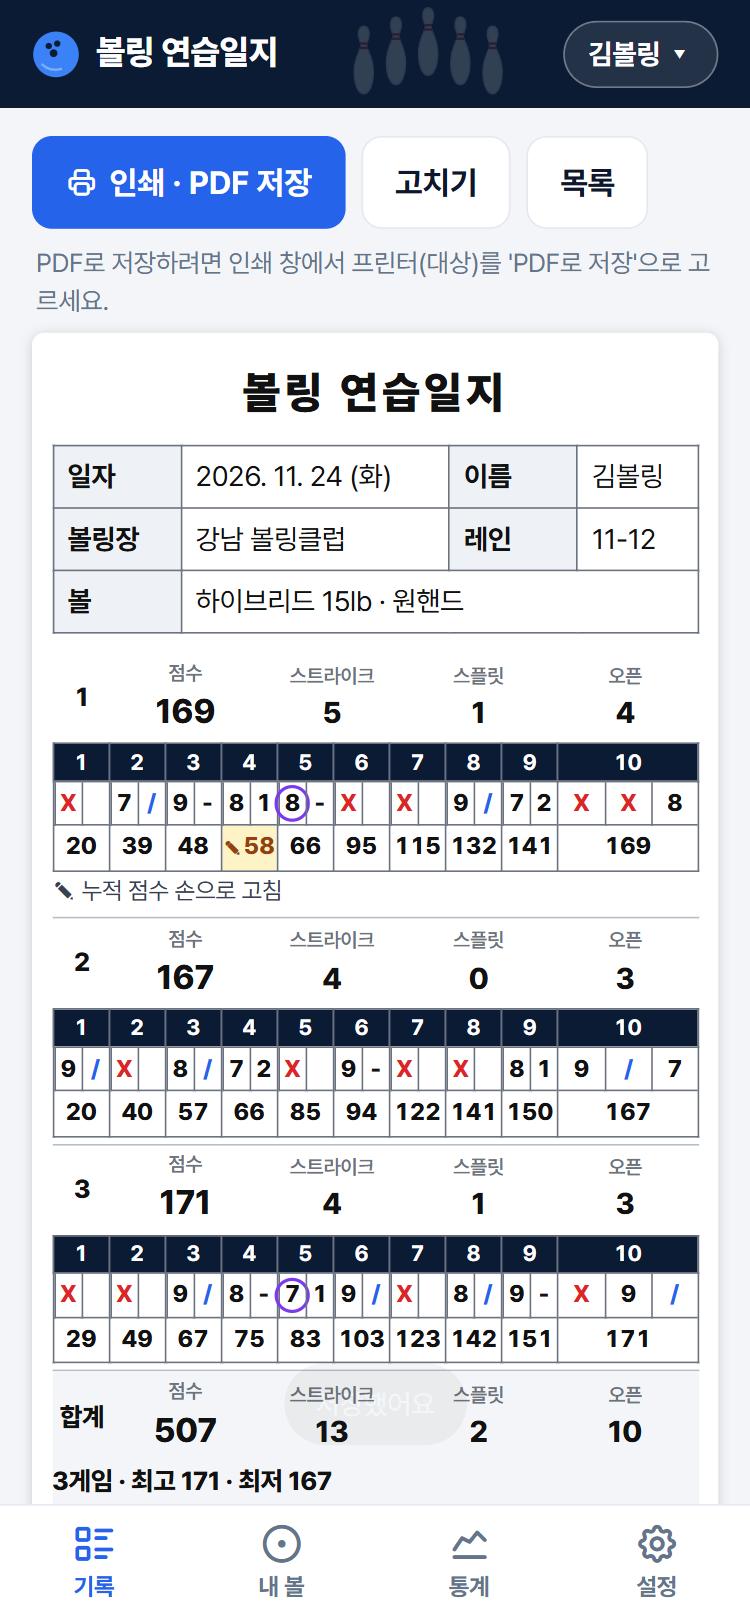 볼링 연습일지
김볼링 ▼
인쇄 · PDF 저장 고치기 목록
PDF로 저장하려면 인쇄 창에서 프린터(대상)를 'PDF로 저장'으로 고
르세요.
볼링 연습일지
일자 2026. 11. 24 (화) 이름 김볼링
볼링장 강남 볼링클럽 레인 11-12
볼 하이브리드 15lb · 원핸드
점수 스트라이크 스플릿 오픈
1 169 5 1 4
1 2 3 4 5 6 7 8 9 10
X 7 / 9 - 8 1 8 - X X 9 / 7 2 X X 8
20 39 48 ✎58 66 95 115 132 141 169
✎ 누적 점수 손으로 고침
점수 스트라이크 스플릿 오픈
2 167 4 0 3
1 2 3 4 5 6 7 8 9 10
9 / X 8 / 7 2 X 9 - X X 8 1 9 / 7
20 40 57 66 85 94 122 141 150 167
점수 스트라이크 스플릿 오픈
3 171 4 1 3
1 2 3 4 5 6 7 8 9 10
X X 9 / 8 - 7 1 9 / X 8 / 9 - X 9 /
29 49 67 75 83 103 123 142 151 171
점수 스트라이크 스플릿 오픈
합계 507 13 2 10
3게임 · 최고 171 · 최저 167
기록 내 볼 통계 설정